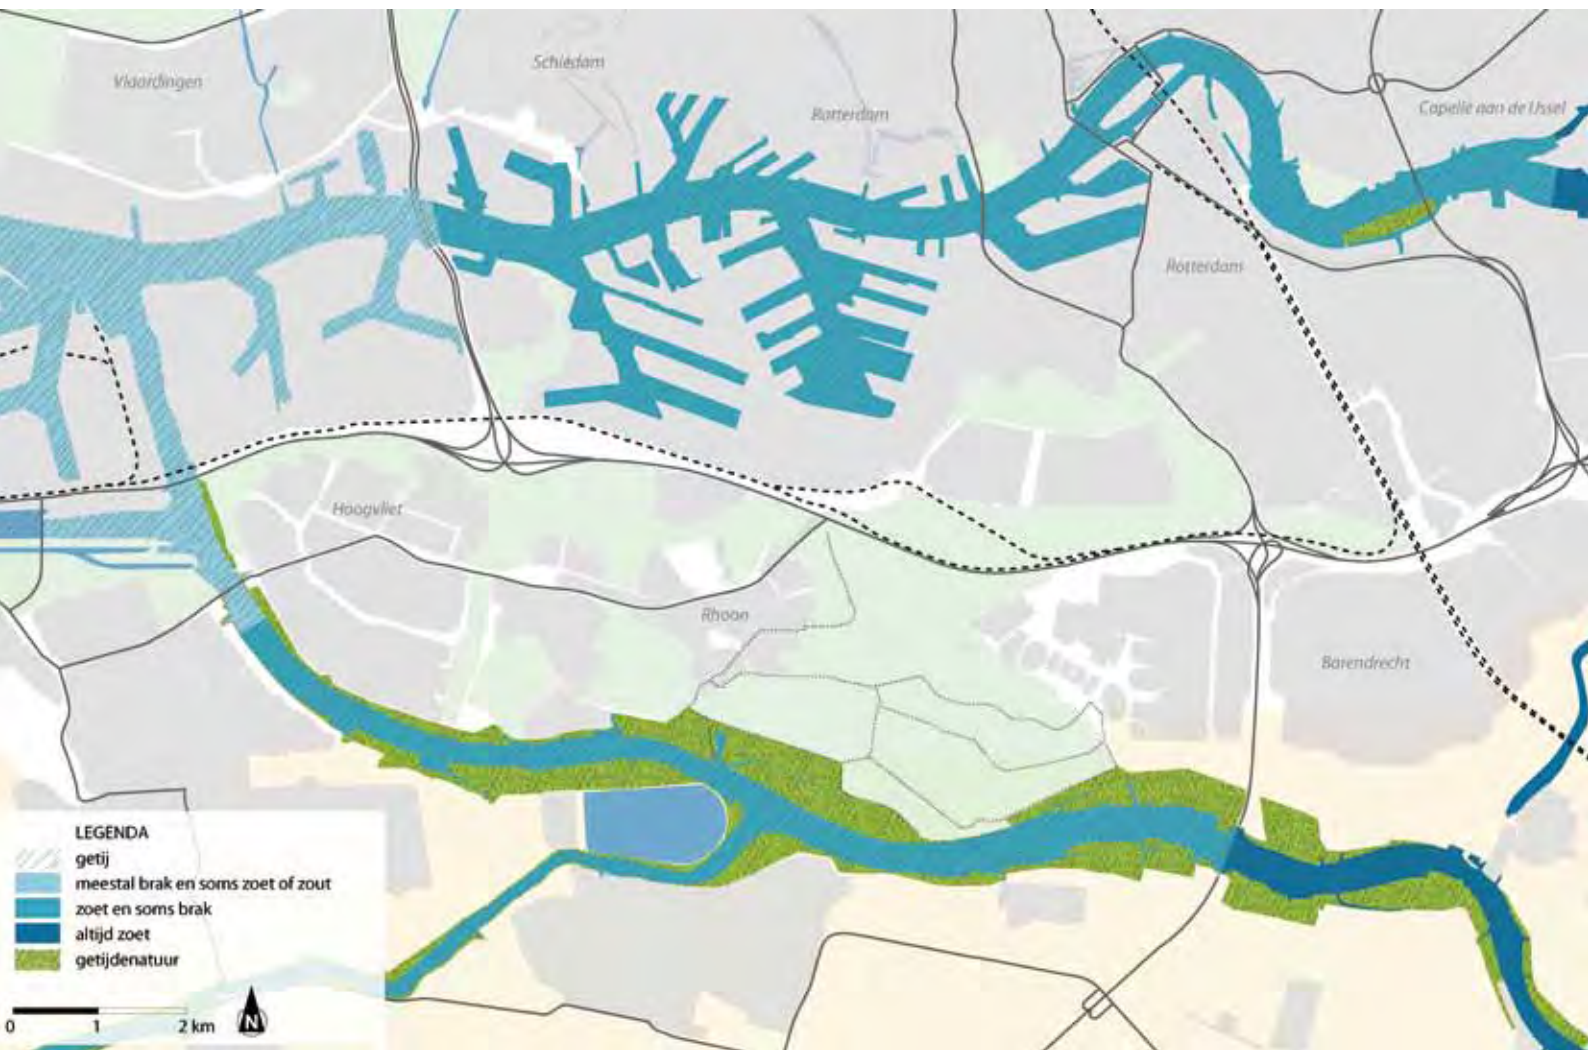 Vlaardingen
Schiedam
Rotterdam
Capelle aan de IJssel
Rotterdam
Hoogvliet
Rhoon
Barendrecht
LEGENDA
getij
meestal brak en soms zoet of zout
zoet en soms brak
altijd zoet
getijdenatuur
0 1 2 km
N